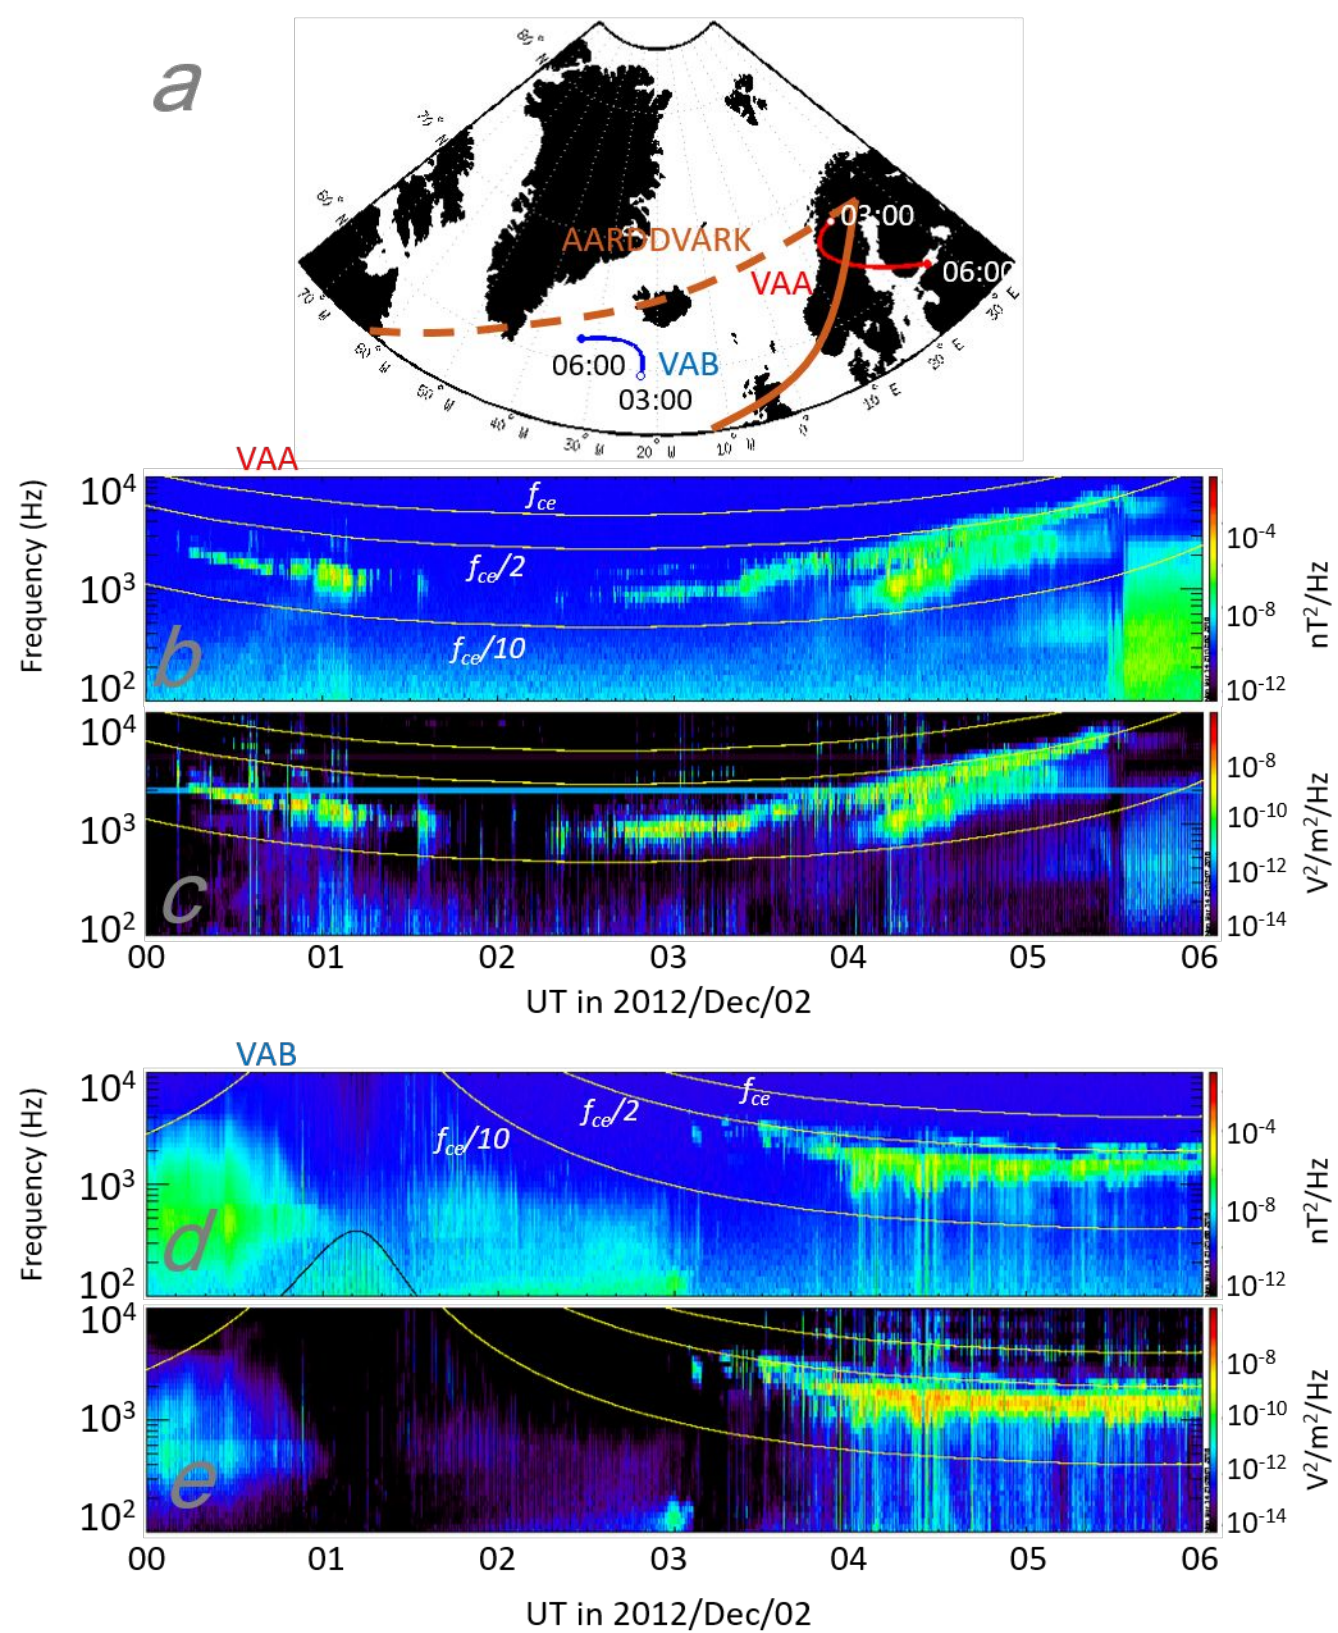 a
80° N
70° N
60° N
AARDDVARK
03:00
VAA
06:00
06:00
VAB
03:00
70° W
60° W
50° W
40° W
30° W
20° W
10° W
0°
10° E
20° E
30° E
VAA
Frequency (Hz)
10⁴
10³
10²
f_ce
f_ce/2
f_ce/10
b
10⁻⁴
10⁻⁸
10⁻¹²
nT²/Hz
10⁴
10³
10²
c
10⁻⁸
10⁻¹⁰
10⁻¹²
10⁻¹⁴
V²/m²/Hz
00 01 02 03 04 05 06
UT in 2012/Dec/02
VAB
Frequency (Hz)
10⁴
10³
10²
f_ce
f_ce/2
f_ce/10
d
10⁻⁴
10⁻⁸
10⁻¹²
nT²/Hz
10⁴
10³
10²
e
10⁻⁸
10⁻¹⁰
10⁻¹²
10⁻¹⁴
V²/m²/Hz
00 01 02 03 04 05 06
UT in 2012/Dec/02